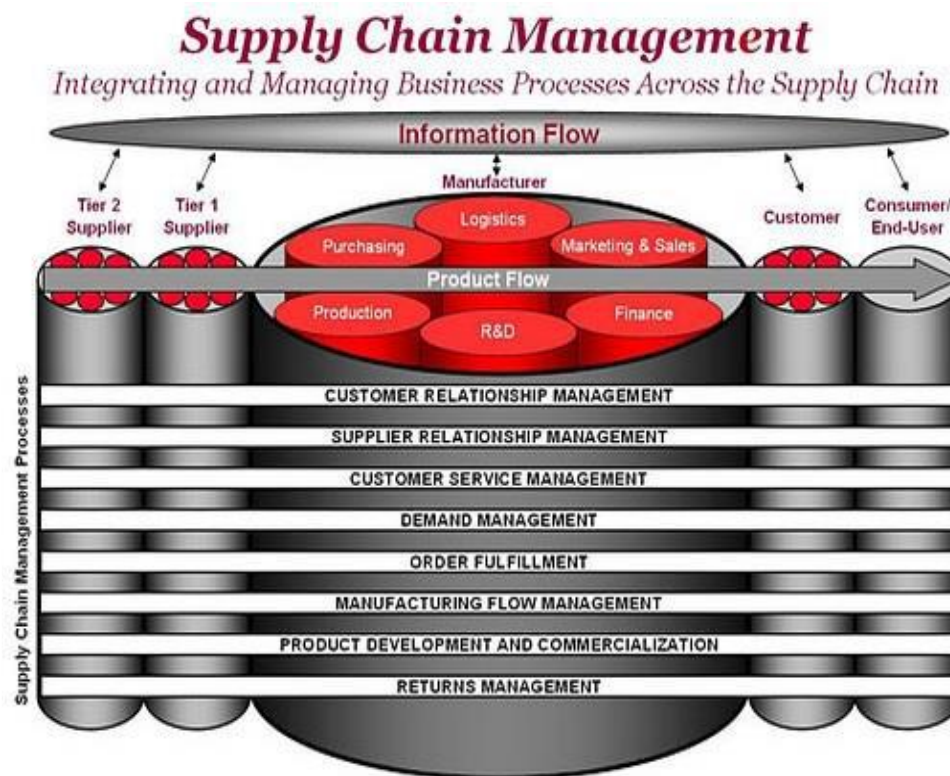 Supply Chain Management
Integrating and Managing Business Processes Across the Supply Chain
Information Flow
Tier 2
Supplier
Tier 1
Supplier
Manufacturer
Customer
Consumer/
End-User
Logistics
Purchasing
Marketing & Sales
Product Flow
Production
R&D
Finance
Supply Chain Management Processes
CUSTOMER RELATIONSHIP MANAGEMENT
SUPPLIER RELATIONSHIP MANAGEMENT
CUSTOMER SERVICE MANAGEMENT
DEMAND MANAGEMENT
ORDER FULFILLMENT
MANUFACTURING FLOW MANAGEMENT
PRODUCT DEVELOPMENT AND COMMERCIALIZATION
RETURNS MANAGEMENT